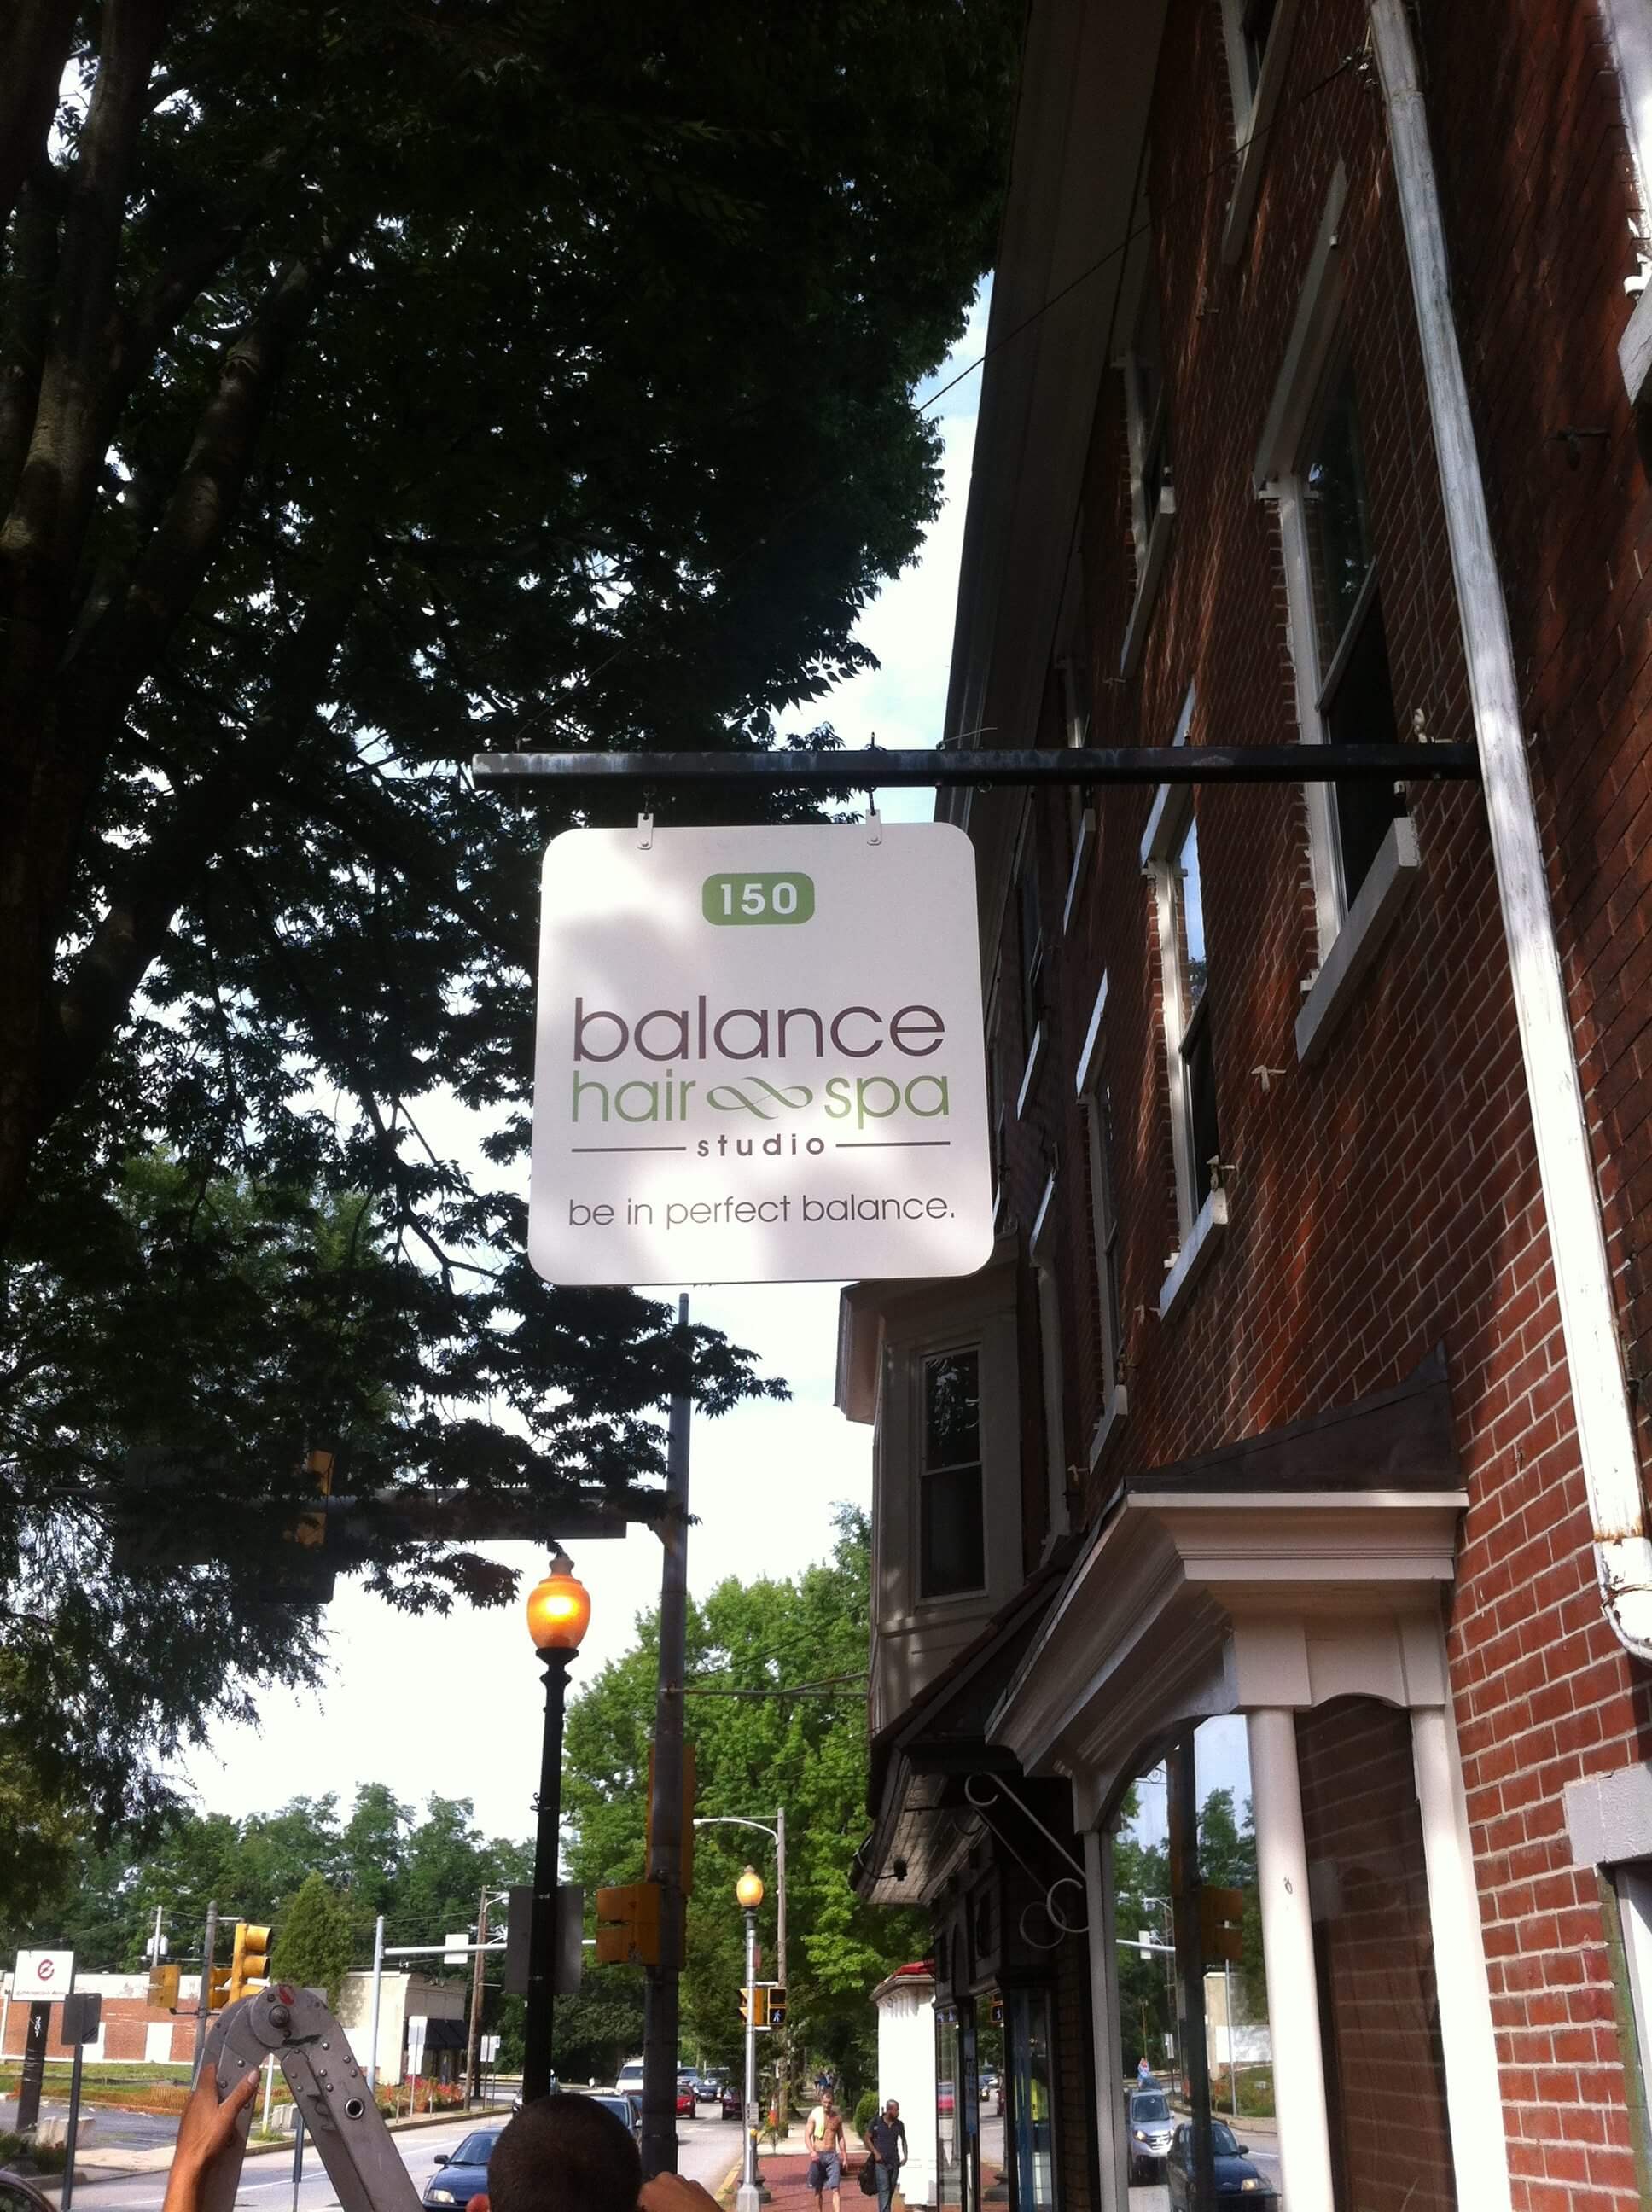 150
balance
hair spa
studio
be in perfect balance.